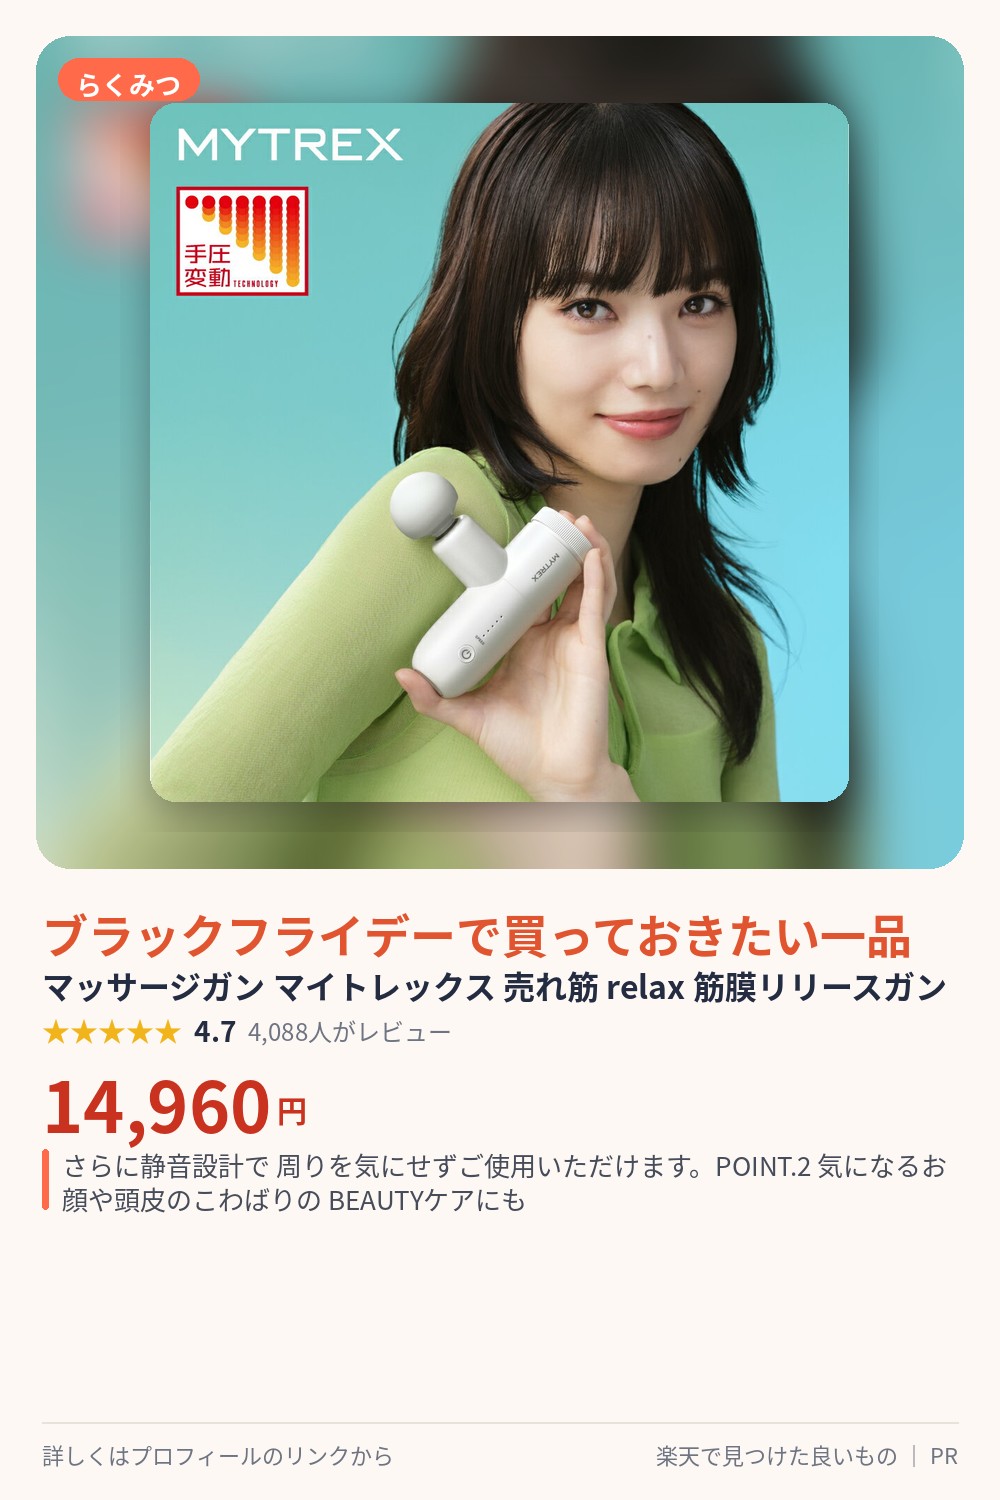 らくみつ
MYTREX
手圧
変動 TECHNOLOGY
MYTREX
ブラックフライデーで買っておきたい一品
マッサージガン マイトレックス 売れ筋 relax 筋膜リリースガン
★★★★★ 4.7 4,088人がレビュー
14,960円
さらに静音設計で 周りを気にせずご使用いただけます。POINT.2 気になるお
顔や頭皮のこわばりの BEAUTYケアにも
詳しくはプロフィールのリンクから
楽天で見つけた良いもの | PR